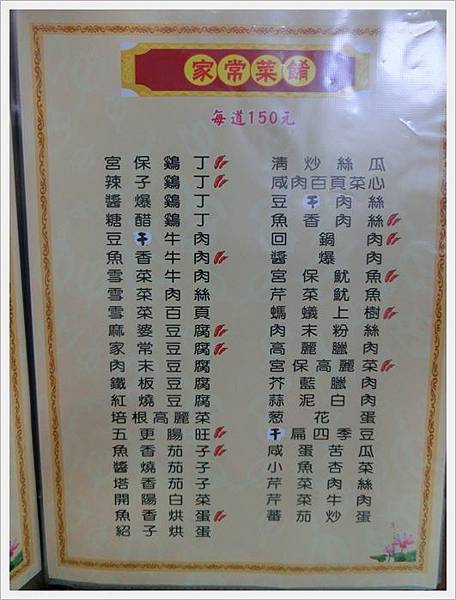 家常菜餚
每道150元
宮保鷄丁
辣子鷄丁
醬爆鷄丁
糖醋鷄丁
豆干牛肉
魚香牛肉
雪菜牛肉
雪菜肉絲
雪菜百頁
麻婆豆腐
家常豆腐
肉末豆腐
鐵板豆腐
紅燒豆腐
培根高麗菜
五更腸旺
魚香茄子
醬燒茄子
塔香茄子
開陽白菜
魚香烘蛋
紹子烘蛋
清炒絲瓜
咸肉百頁菜心
豆干肉絲
魚香肉絲
回鍋肉
醬爆肉
宮保魷魚
芹菜魷魚
螞蟻上樹
肉末粉絲
高麗臘肉
宮保高麗菜
芥藍臘肉
蒜泥白肉
葱花蛋
干扁四季豆
咸蛋苦瓜
小魚杏菜
芹菜肉絲
芹菜牛肉
蕃茄炒蛋